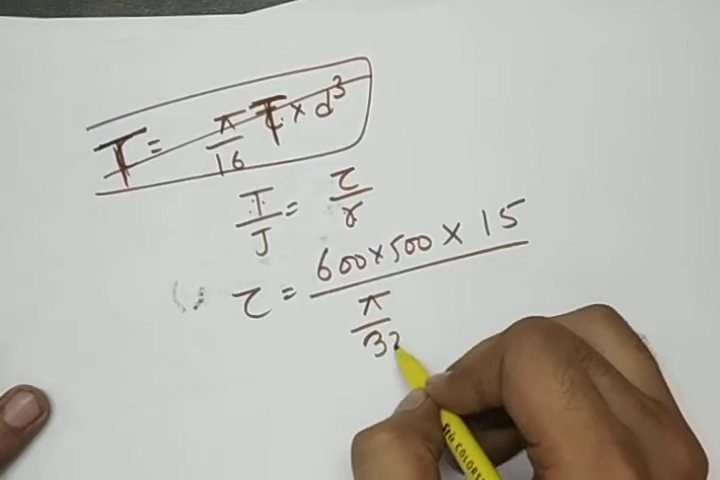 T = π/16 τ × d³
T/J = τ/r
τ = 600×500 × 15 / π/32